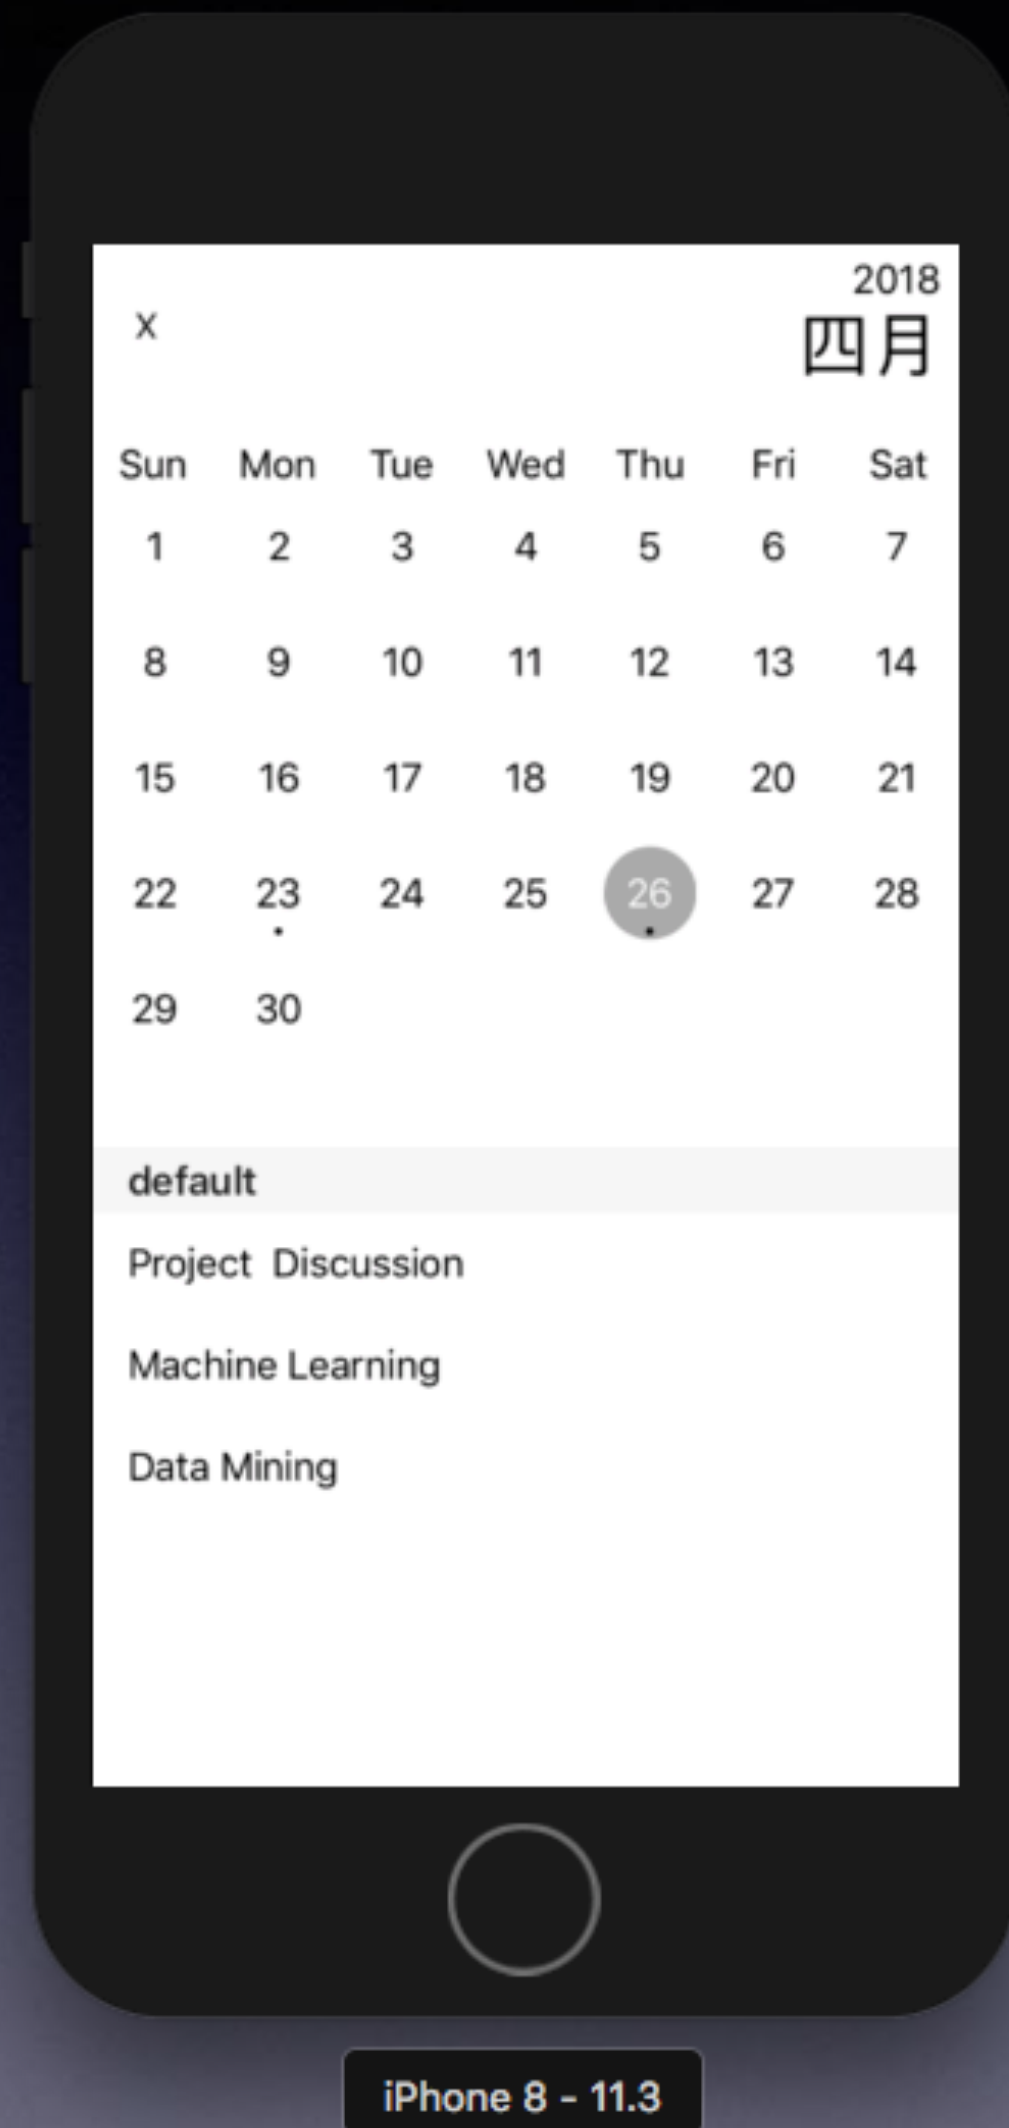 2018
X
四月
Sun Mon Tue Wed Thu Fri Sat
1 2 3 4 5 6 7
8 9 10 11 12 13 14
15 16 17 18 19 20 21
22 23 24 25 26 27 28
29 30
default
Project  Discussion
Machine Learning
Data Mining
iPhone 8 - 11.3